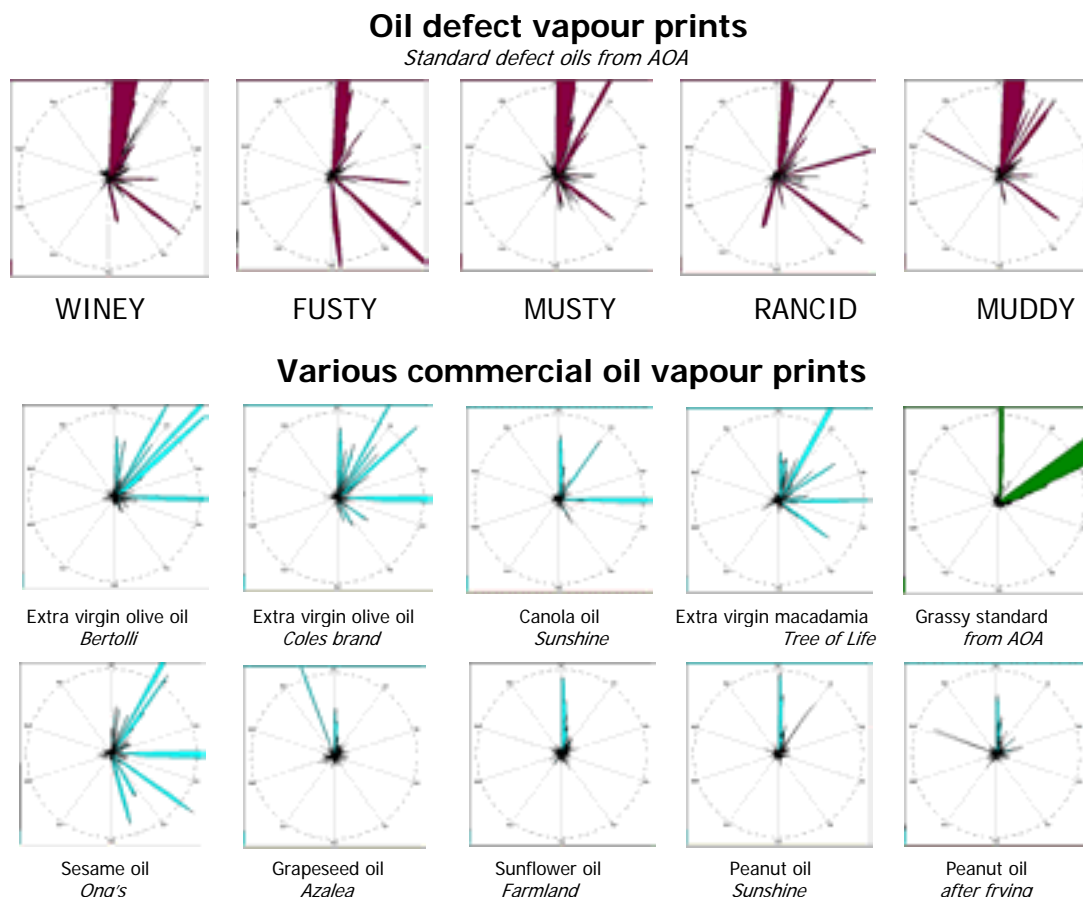 Oil defect vapour prints
Standard defect oils from AOA
WINEY FUSTY MUSTY RANCID MUDDY
Various commercial oil vapour prints
Extra virgin olive oil Extra virgin olive oil Canola oil Extra virgin macadamia Grassy standard
Bertolli Coles brand Sunshine Tree of Life from AOA
Sesame oil Grapeseed oil Sunflower oil Peanut oil Peanut oil
Ong's Azalea Farmland Sunshine after frying